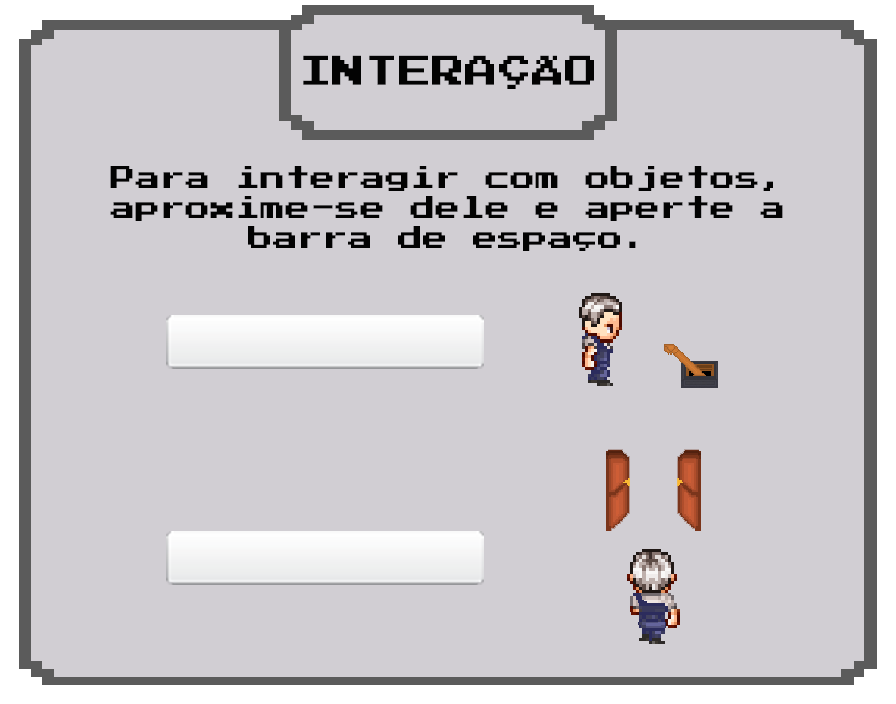 INTERAÇÃO
Para interagir com objetos,
aproxime-se dele e aperte a
barra de espaço.